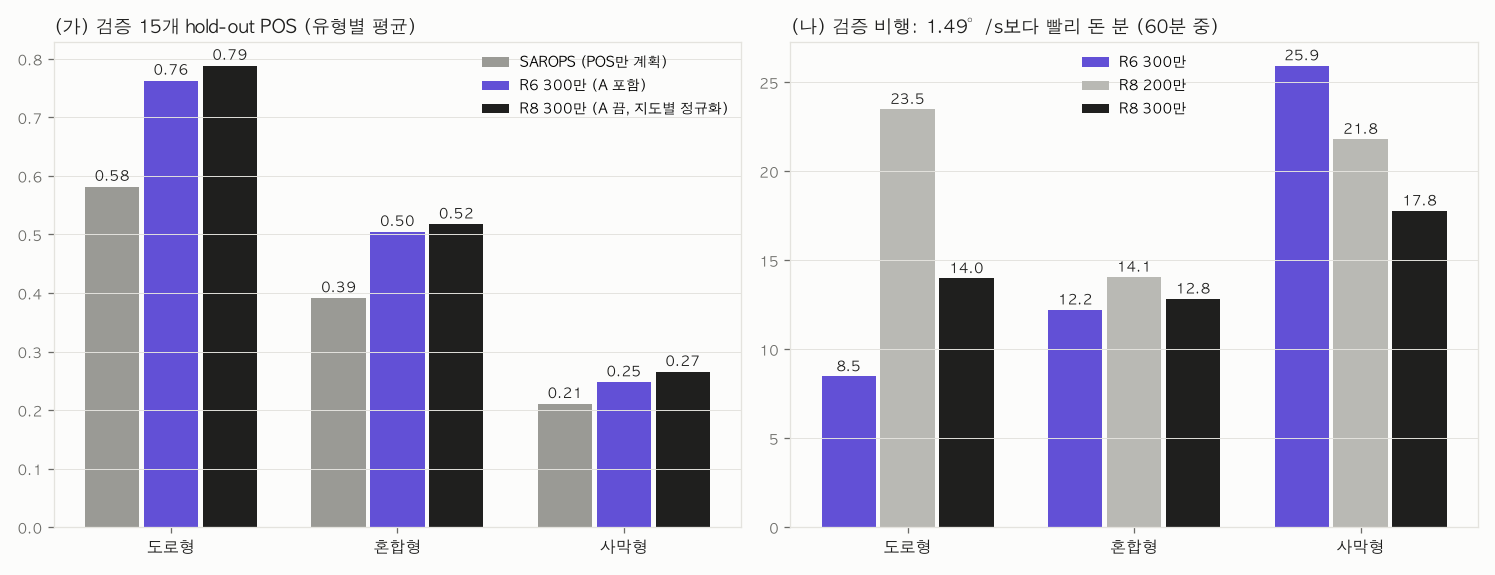 (가) 검증 15개 hold-out POS (유형별 평균)
SAROPS (POS만 계획)
R6 300만 (A 포함)
R8 300만 (A 끔, 지도별 정규화)
0.8
0.7
0.6
0.5
0.4
0.3
0.2
0.1
0.0
0.58
0.76
0.79
0.39
0.50
0.52
0.21
0.25
0.27
도로형
혼합형
사막형
(나) 검증 비행: 1.49° /s보다 빨리 돈 분 (60분 중)
R6 300만
R8 200만
R8 300만
25
20
15
10
5
0
8.5
23.5
14.0
12.2
14.1
12.8
25.9
21.8
17.8
도로형
혼합형
사막형